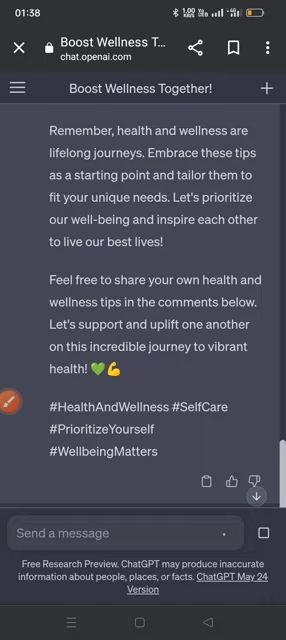 01:38
1.00 KB/S
4G
Boost Wellness T...
chat.openai.com
Boost Wellness Together!
Remember, health and wellness are
lifelong journeys. Embrace these tips
as a starting point and tailor them to
fit your unique needs. Let's prioritize
our well-being and inspire each other
to live our best lives!
Feel free to share your own health and
wellness tips in the comments below.
Let's support and uplift one another
on this incredible journey to vibrant
health! 💚💪
#HealthAndWellness #SelfCare
#PrioritizeYourself
#WellbeingMatters
Send a message
Free Research Preview. ChatGPT may produce inaccurate
information about people, places, or facts. ChatGPT May 24
Version